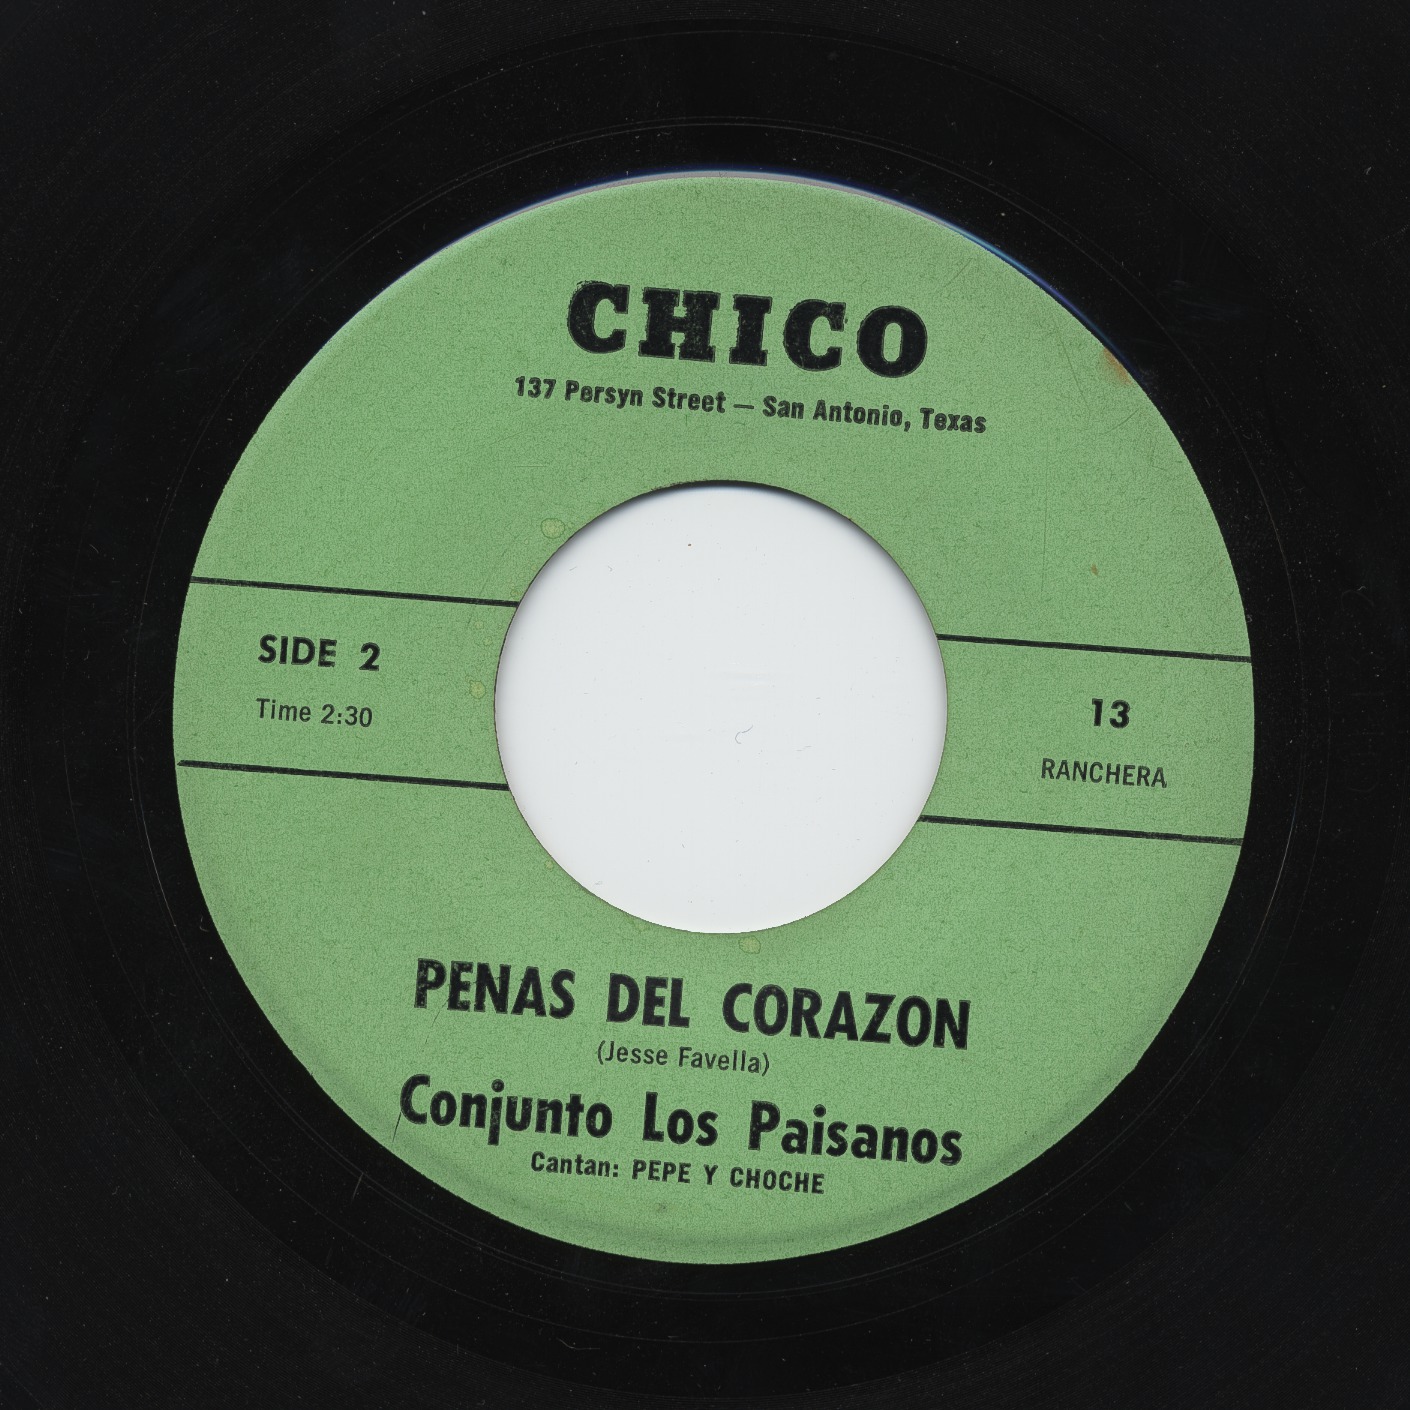 CHICO
137 Persyn Street — San Antonio, Texas
SIDE 2
Time 2:30
13
RANCHERA
PENAS DEL CORAZON
(Jesse Favella)
Conjunto Los Paisanos
Cantan: PEPE Y CHOCHE